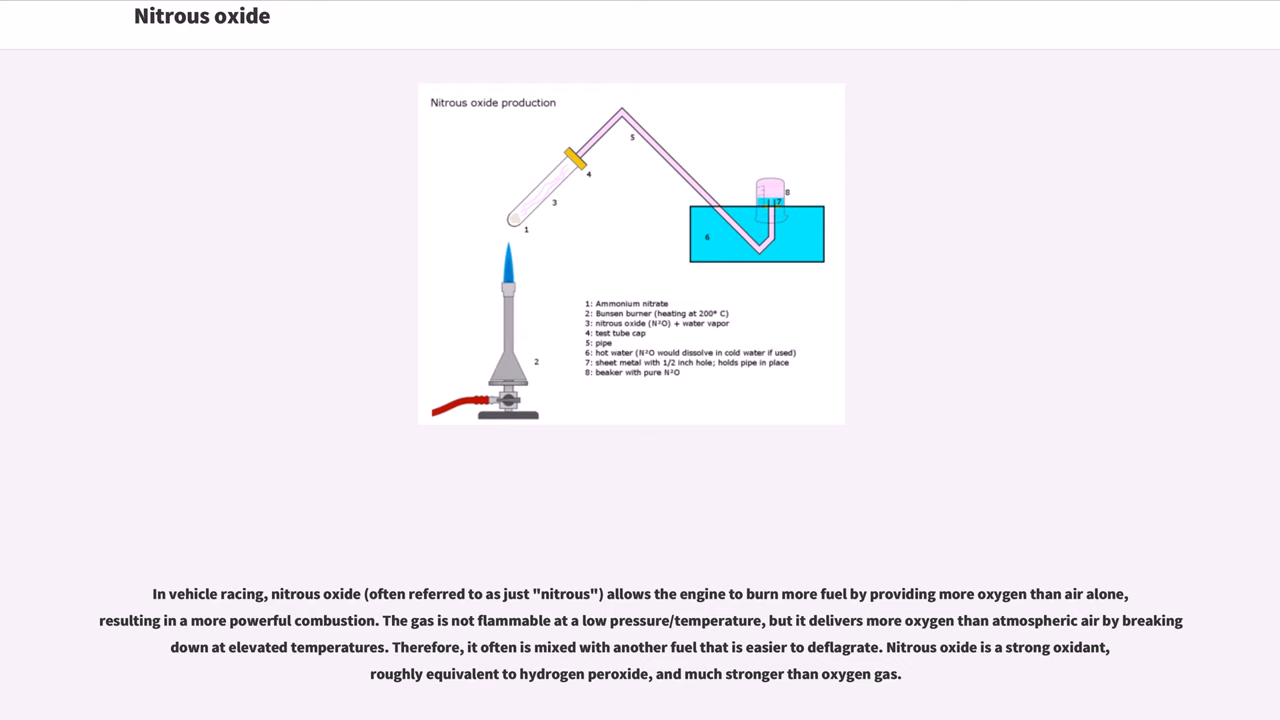 Nitrous oxide
Nitrous oxide production
5
4
3
1
8
7
6
2
1: Ammonium nitrate
2: Bunsen burner (heating at 200° C)
3: nitrous oxide (N²O) + water vapor
4: test tube cap
5: pipe
6: hot water (N²O would dissolve in cold water if used)
7: sheet metal with 1/2 inch hole; holds pipe in place
8: beaker with pure N²O
In vehicle racing, nitrous oxide (often referred to as just "nitrous") allows the engine to burn more fuel by providing more oxygen than air alone,
resulting in a more powerful combustion. The gas is not flammable at a low pressure/temperature, but it delivers more oxygen than atmospheric air by breaking
down at elevated temperatures. Therefore, it often is mixed with another fuel that is easier to deflagrate. Nitrous oxide is a strong oxidant,
roughly equivalent to hydrogen peroxide, and much stronger than oxygen gas.